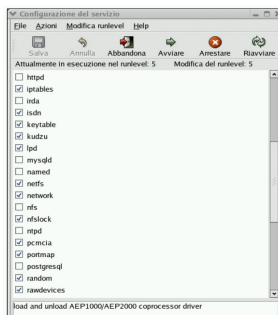 Configurazione del servizio
File Azioni Modifica runlevel Help
Salva Annulla Abbandona Avviare Arrestare Riavviare
Attualmente in esecuzione nel runlevel: 5 Modifica del runlevel: 5
httpd
iptables
irda
isdn
keytable
kudzu
lpd
mysqld
named
netfs
network
nfs
nfslock
ntpd
pcmcia
portmap
postgresql
random
rawdevices
load and unload AEP1000/AEP2000 coprocessor driver